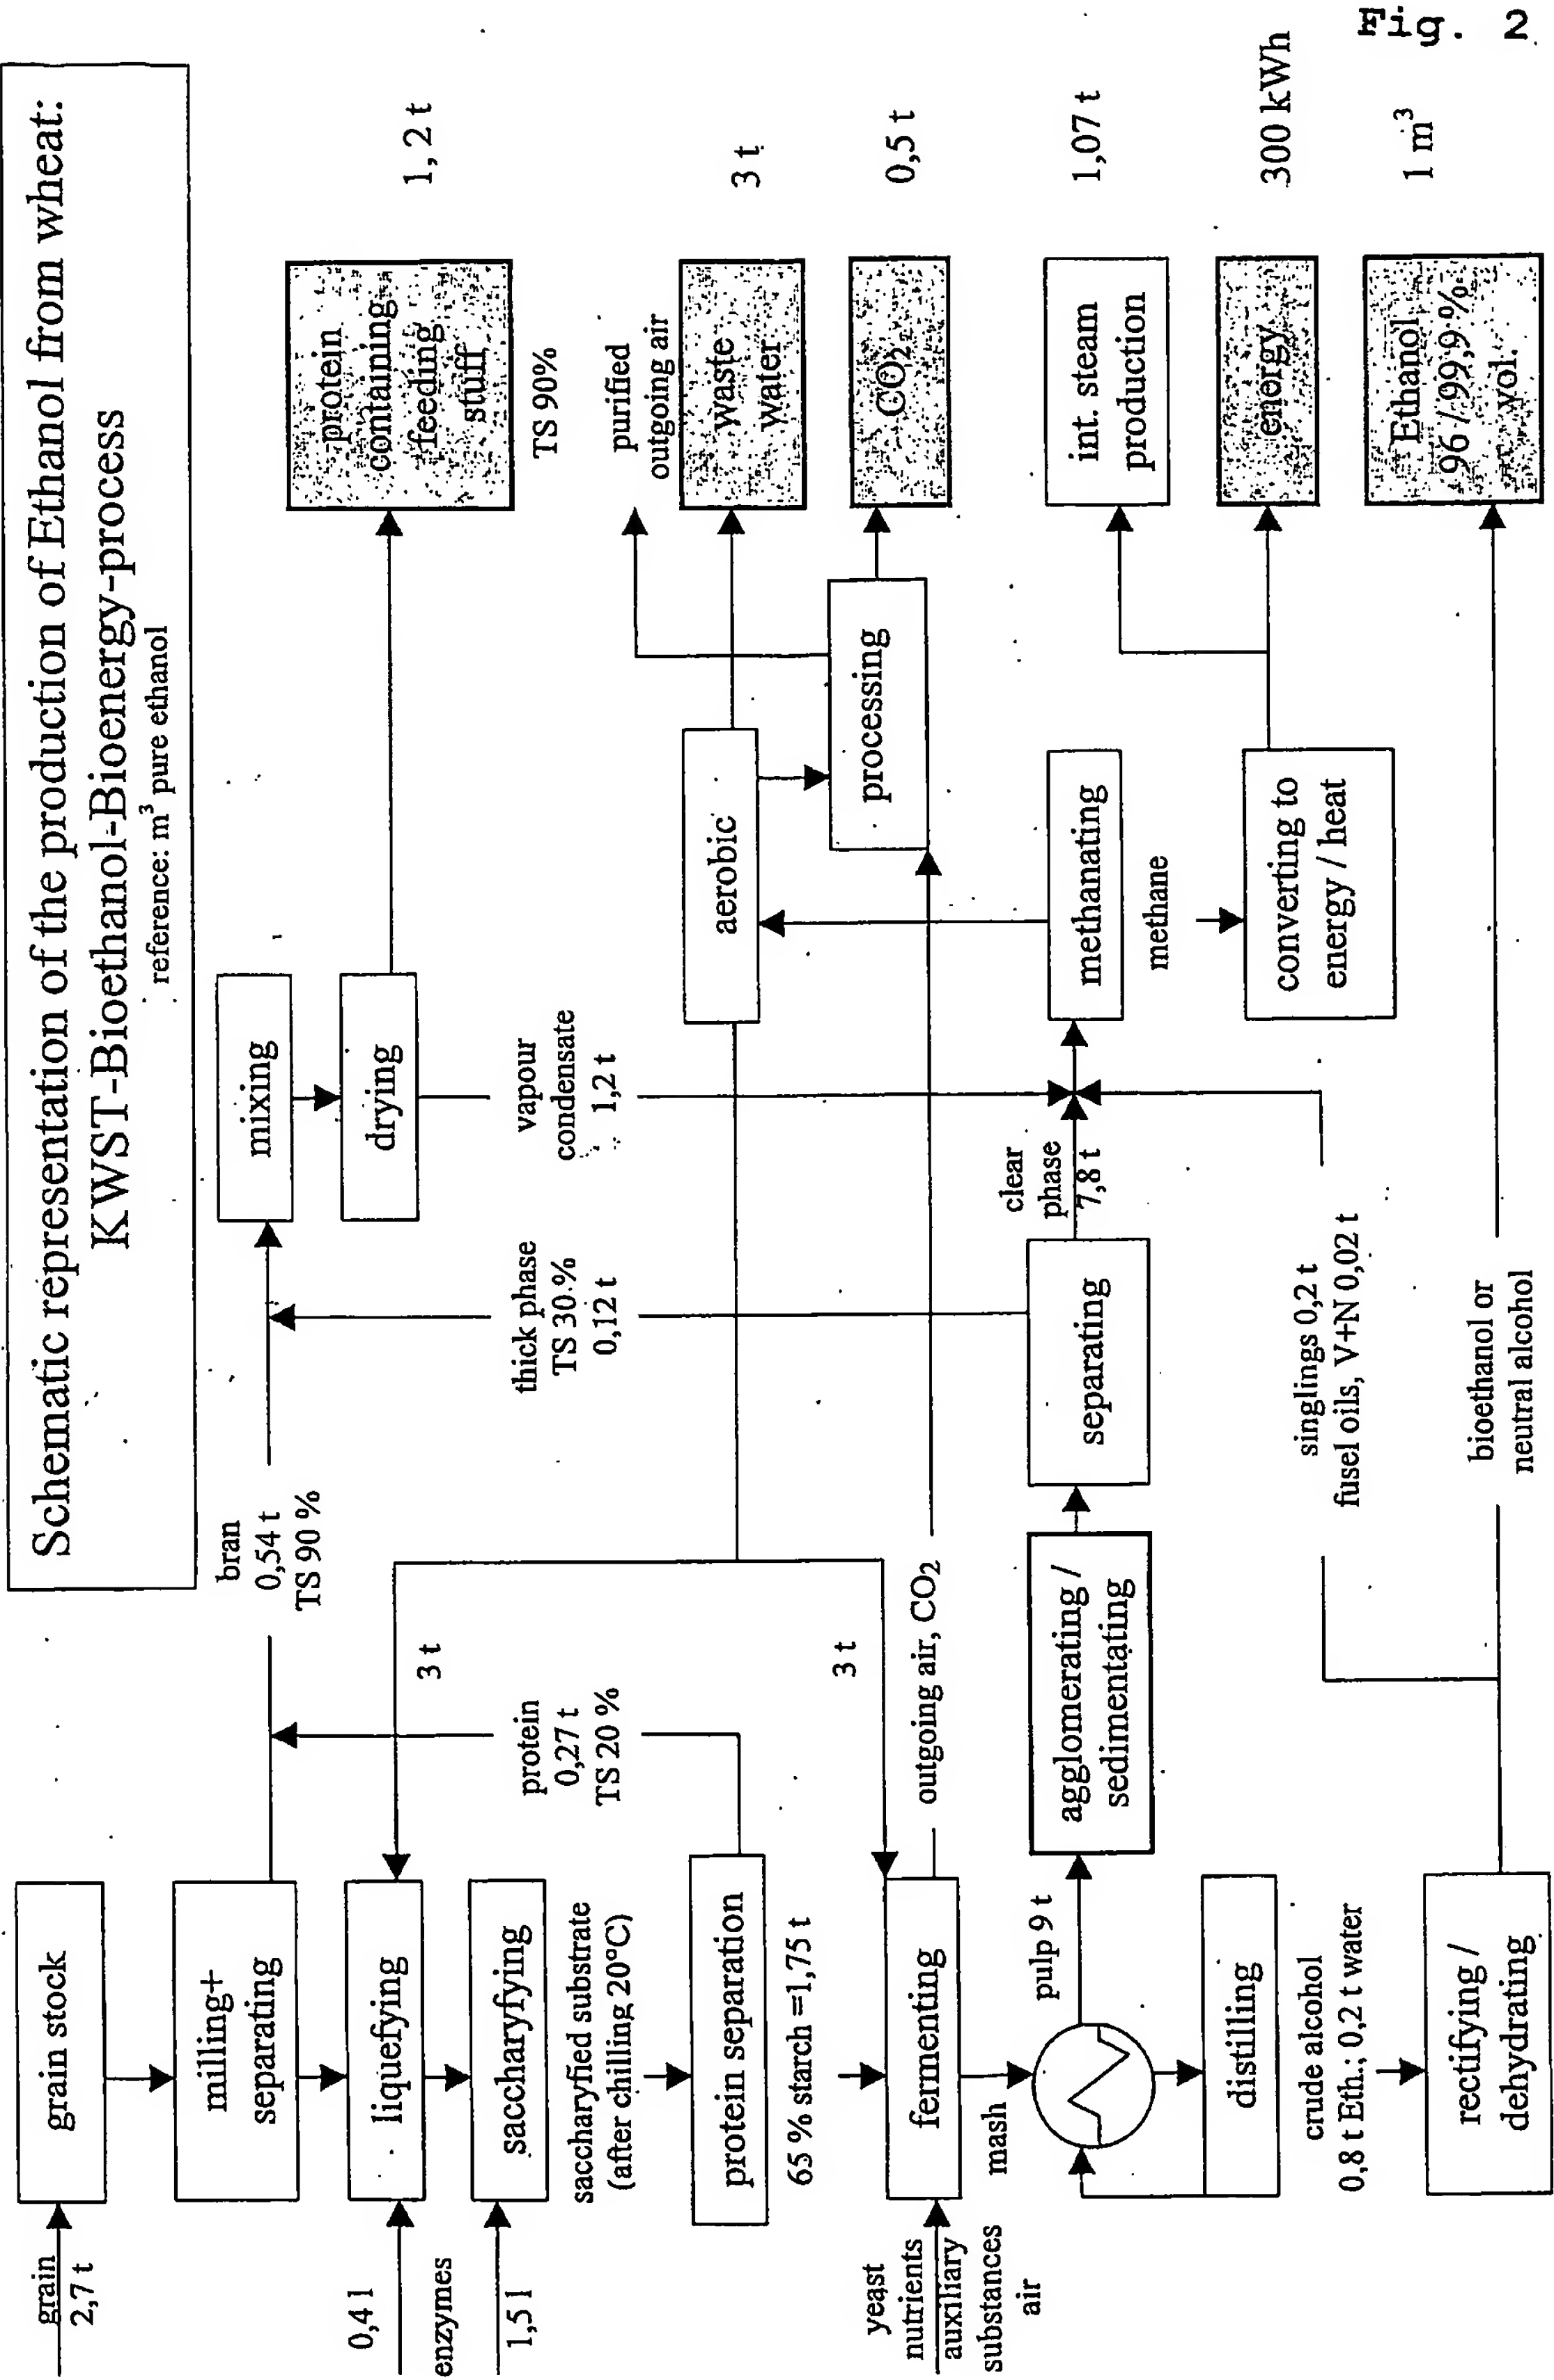 Fig. 2
Schematic representation of the production of Ethanol from wheat:
KWST-Bioethanol-Bioenergy-process
reference: m³ pure ethanol
grain
2,7 t
grain stock
milling+
separating
bran
0,54 t
TS 90 %
mixing
drying
protein
containing
feeding
stuff
1, 2 t
TS 90%
0,4 l
enzymes
1,5 l
liquefying
saccharyfying
3 t
protein
0,27 t
TS 20 %
thick phase
TS 30 %
0,12 t
vapour
condensate
1,2 t
purified
outgoing air
saccharyfied substrate
(after chilling 20°C)
protein separation
65 % starch =1,75 t
3 t
aerobic
waste
water
3 t
yeast
nutrients
auxiliary
substances
air
fermenting
outgoing air, CO₂
processing
CO₂
0,5 t
mash
pulp 9 t
agglomerating /
sedimentating
separating
clear
phase
7,8 t
methanating
methane
int. steam
production
1,07 t
distilling
singlings 0,2 t
fusel oils, V+N 0,02 t
converting to
energy / heat
energy
300 kWh
crude alcohol
0,8 t Eth.; 0,2 t water
rectifying /
dehydrating
bioethanol or
neutral alcohol
Ethanol
96 / 99,9 %
vol.
1 m³